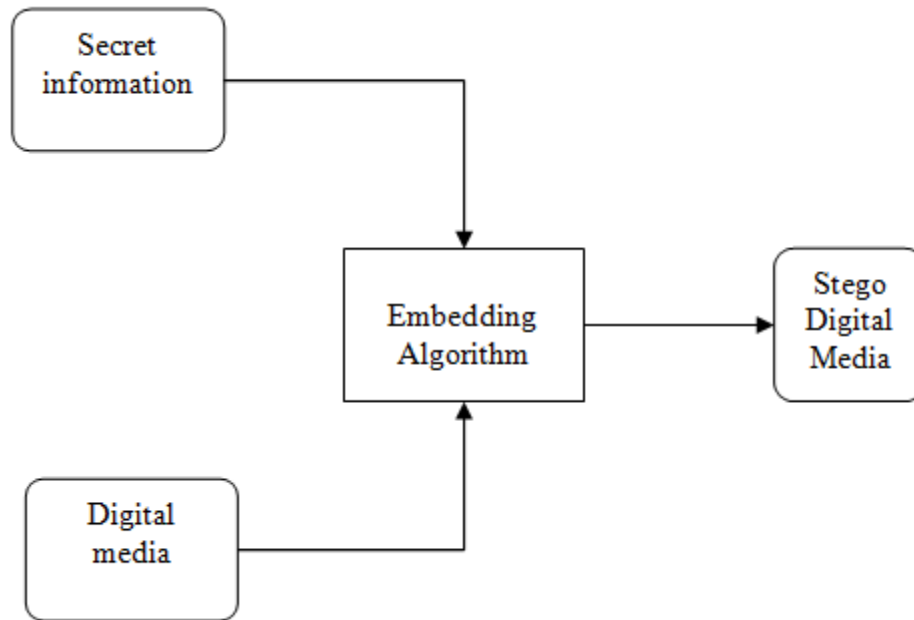 Secret
information
Embedding
Algorithm
Stego
Digital
Media
Digital
media